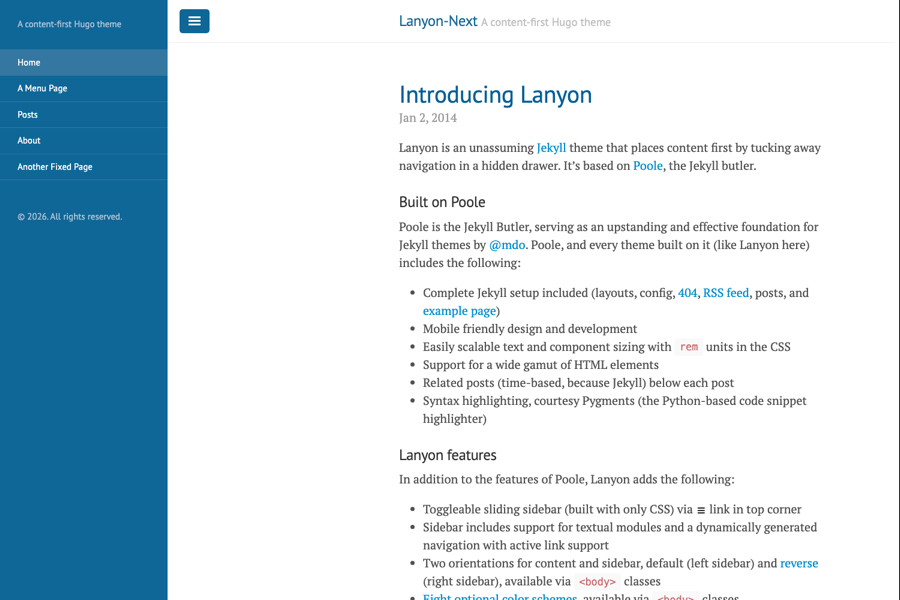 A content-first Hugo theme
Home
A Menu Page
Posts
About
Another Fixed Page
© 2026. All rights reserved.
Lanyon-Next A content-first Hugo theme
Introducing Lanyon
Jan 2, 2014
Lanyon is an unassuming Jekyll theme that places content first by tucking away
navigation in a hidden drawer. It’s based on Poole, the Jekyll butler.
Built on Poole
Poole is the Jekyll Butler, serving as an upstanding and effective foundation for
Jekyll themes by @mdo. Poole, and every theme built on it (like Lanyon here)
includes the following:
• Complete Jekyll setup included (layouts, config, 404, RSS feed, posts, and
example page)
• Mobile friendly design and development
• Easily scalable text and component sizing with rem units in the CSS
• Support for a wide gamut of HTML elements
• Related posts (time-based, because Jekyll) below each post
• Syntax highlighting, courtesy Pygments (the Python-based code snippet
highlighter)
Lanyon features
In addition to the features of Poole, Lanyon adds the following:
• Toggleable sliding sidebar (built with only CSS) via ≡ link in top corner
• Sidebar includes support for textual modules and a dynamically generated
navigation with active link support
• Two orientations for content and sidebar, default (left sidebar) and reverse
(right sidebar), available via <body> classes
• Eight optional color schemes, available via <body> classes